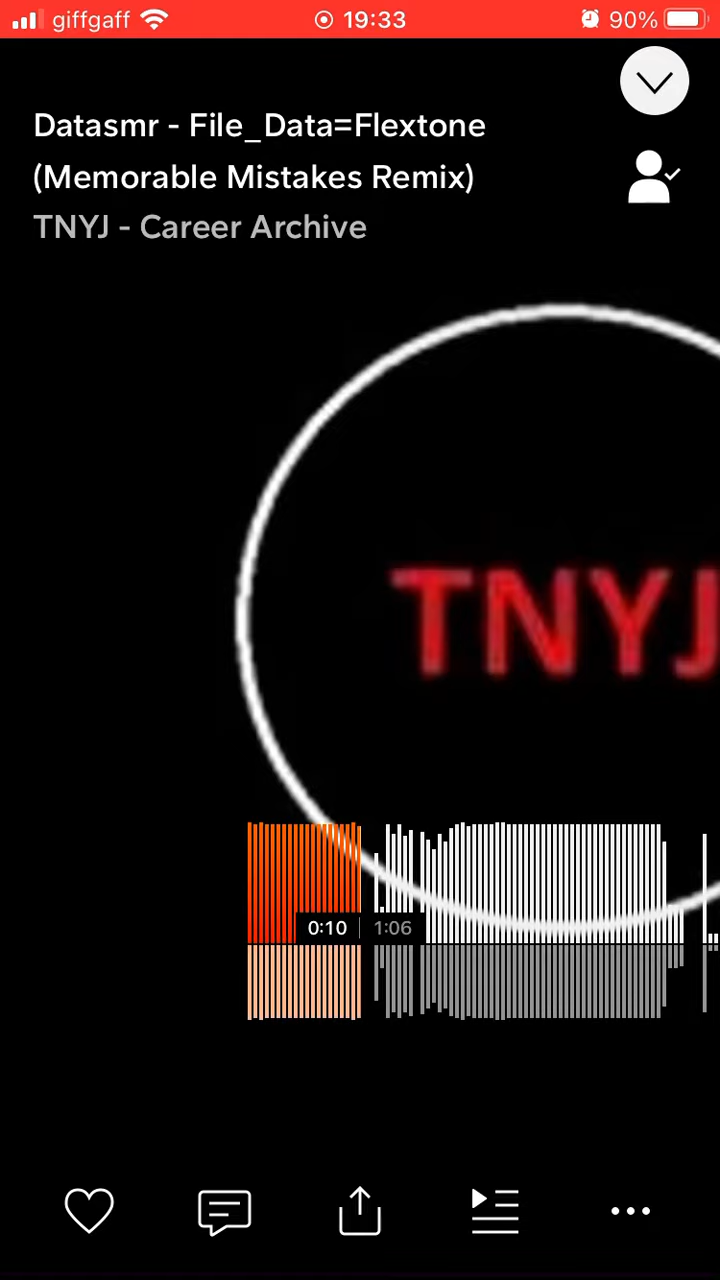 giffgaff 19:33 90%
Datasmr - File_Data=Flextone
(Memorable Mistakes Remix)
TNYJ - Career Archive
TNYJ
0:10 1:06